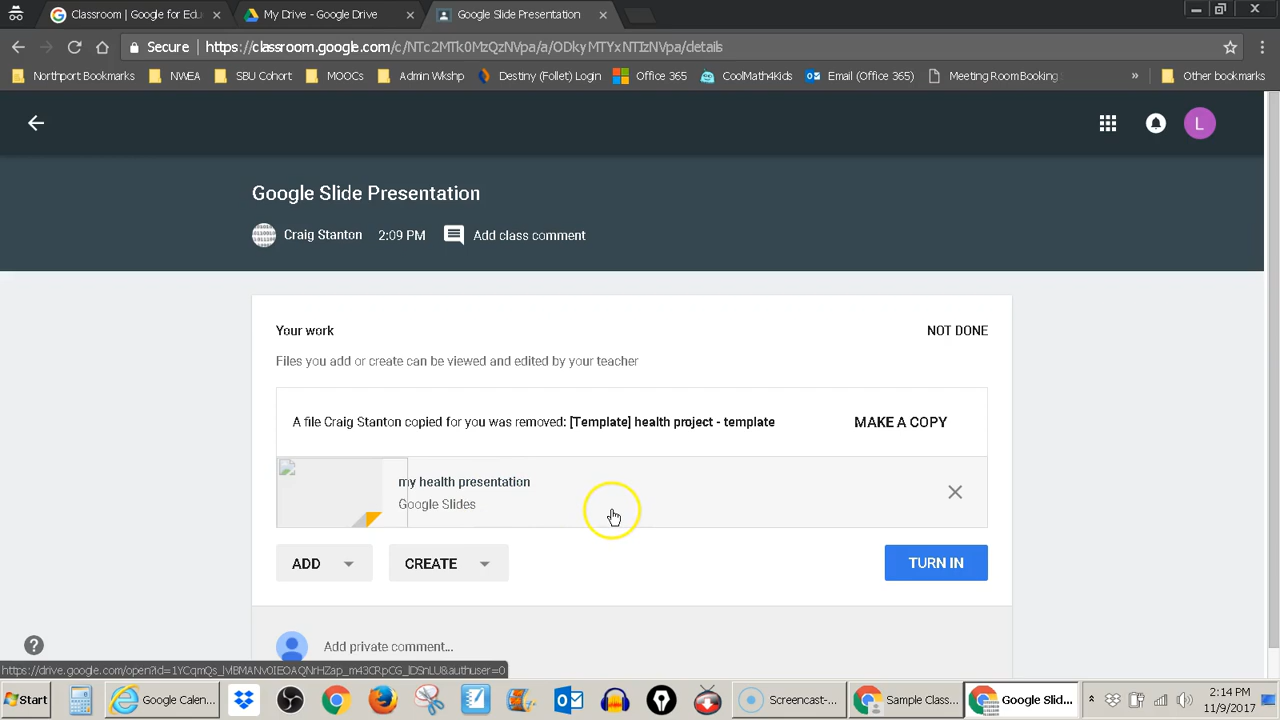 Classroom | Google for Edu
My Drive - Google Drive
Google Slide Presentation
Secure
https://classroom.google.com/c/NTc2MTk0MzQzNVpa/a/ODkyMTYxNTIzNVpa/details
Northport Bookmarks
NWEA
SBU Cohort
MOOCs
Admin Wkshp
Destiny (Follet) Login
Office 365
CoolMath4kids
Email (Office 365)
Meeting Room Booking
»
Other bookmarks
L
Google Slide Presentation
Craig Stanton 2:09 PM Add class comment
Your work NOT DONE
Files you add or create can be viewed and edited by your teacher
A file Craig Stanton copied for you was removed: [Template] health project - template MAKE A COPY
my health presentation
Google Slides
ADD CREATE TURN IN
Add private comment...
Start
Google Calen...
screencast-...
Sample Class...
Google Slid...
2:14 PM
11/9/2017